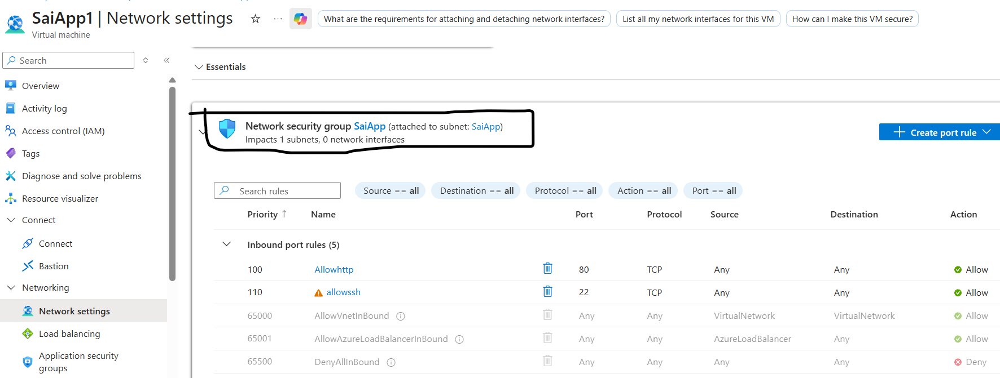 SaiApp1 | Network settings
Virtual machine
What are the requirements for attaching and detaching network interfaces?
List all my network interfaces for this VM
How can I make this VM secure?
Search
Overview
Activity log
Access control (IAM)
Tags
Diagnose and solve problems
Resource visualizer
Connect
Connect
Bastion
Networking
Network settings
Load balancing
Application security
groups
Essentials
Network security group SaiApp (attached to subnet: SaiApp)
Impacts 1 subnets, 0 network interfaces
Create port rule
Search rules
Source == all
Destination == all
Protocol == all
Action == all
Port == all
Priority ↑ Name Port Protocol Source Destination Action
Inbound port rules (5)
100 Allowhttp 80 TCP Any Any Allow
110 allowssh 22 TCP Any Any Allow
65000 AllowVnetInBound Any Any VirtualNetwork VirtualNetwork Allow
65001 AllowAzureLoadBalancerInBound Any Any AzureLoadBalancer Any Allow
65500 DenyAllInBound Any Any Any Any Deny